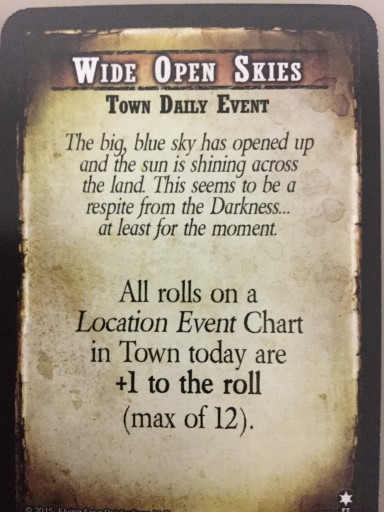 Wide Open Skies
Town Daily Event
The big, blue sky has opened up
and the sun is shining across
the land. This seems to be a
respite from the Darkness...
at least for the moment.
All rolls on a
Location Event Chart
in Town today are
+1 to the roll
(max of 12).
© 2015
FF